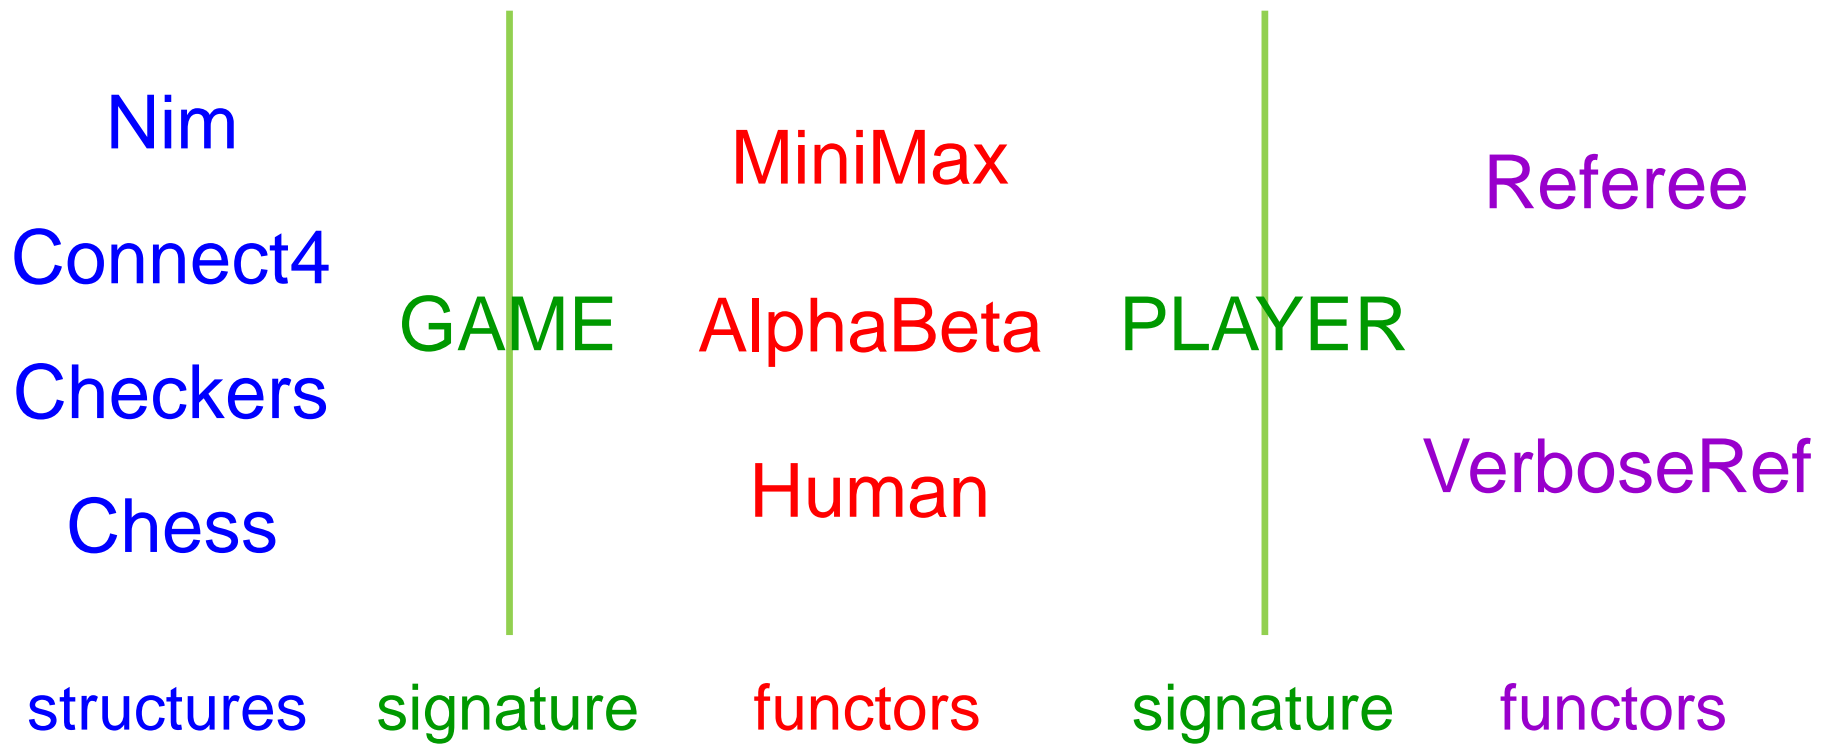 Nim
Connect4
Checkers
Chess
structures
GAME
signature
MiniMax
AlphaBeta
Human
functors
PLAYER
signature
Referee
VerboseRef
functors